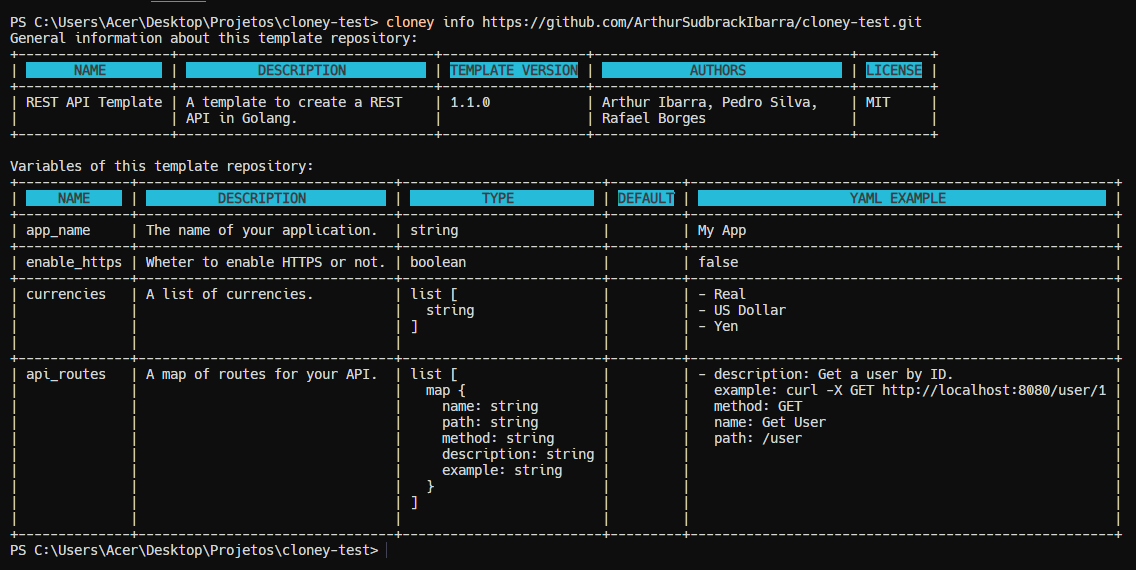 PS C:\Users\Acer\Desktop\Projetos\cloney-test> cloney info https://github.com/ArthurSudbrackIbarra/cloney-test.git
General information about this template repository:
+-------------------+--------------------------------+------------------+--------------------------------+---------+
|       NAME        |          DESCRIPTION           | TEMPLATE VERSION |            AUTHORS             | LICENSE |
+-------------------+--------------------------------+------------------+--------------------------------+---------+
| REST API Template | A template to create a REST    | 1.1.0            | Arthur Ibarra, Pedro Silva,    | MIT     |
|                   | API in Golang.                 |                  | Rafael Borges                  |         |
+-------------------+--------------------------------+------------------+--------------------------------+---------+
Variables of this template repository:
+--------------+--------------------------------+-------------------------+---------+-----------------------------------------------------+
|     NAME     |          DESCRIPTION           |          TYPE           | DEFAULT |                    YAML EXAMPLE                     |
+--------------+--------------------------------+-------------------------+---------+-----------------------------------------------------+
| app_name     | The name of your application.  | string                  |         | My App                                              |
+--------------+--------------------------------+-------------------------+---------+-----------------------------------------------------+
| enable_https | Wheter to enable HTTPS or not. | boolean                 |         | false                                               |
+--------------+--------------------------------+-------------------------+---------+-----------------------------------------------------+
| currencies   | A list of currencies.          | list [                  |         | - Real                                              |
|              |                                |   string                |         | - US Dollar                                         |
|              |                                | ]                       |         | - Yen                                               |
|              |                                |                         |         |                                                     |
+--------------+--------------------------------+-------------------------+---------+-----------------------------------------------------+
| api_routes   | A map of routes for your API.  | list [                  |         | - description: Get a user by ID.                    |
|              |                                |   map {                 |         |   example: curl -X GET http://localhost:8080/user/1 |
|              |                                |     name: string        |         |   method: GET                                       |
|              |                                |     path: string        |         |   name: Get User                                    |
|              |                                |     method: string      |         |   path: /user                                       |
|              |                                |     description: string |         |                                                     |
|              |                                |     example: string     |         |                                                     |
|              |                                |   }                     |         |                                                     |
|              |                                | ]                       |         |                                                     |
|              |                                |                         |         |                                                     |
+--------------+--------------------------------+-------------------------+---------+-----------------------------------------------------+
PS C:\Users\Acer\Desktop\Projetos\cloney-test>